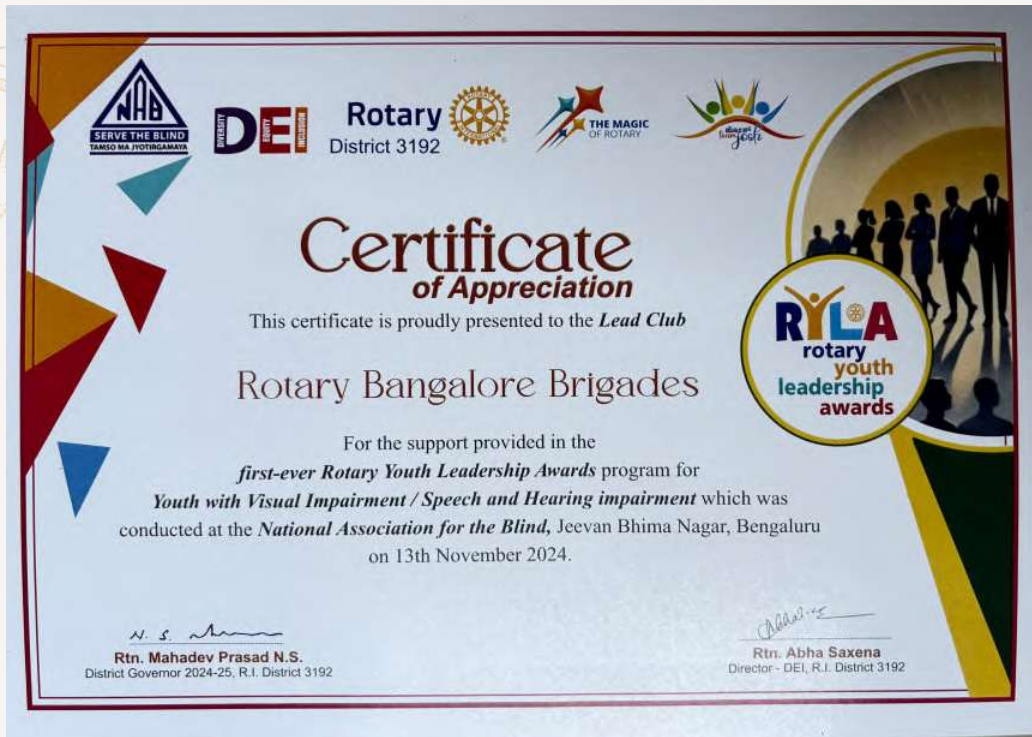 NAB
SERVE THE BLIND
TAMSO MA JYOTIRGAMAYA
DIVERSITY
DEI
EQUITY
INCLUSION
Rotary
District 3192
THE MAGIC
OF ROTARY
josh
Certificate
of Appreciation
This certificate is proudly presented to the Lead Club
Rotary Bangalore Brigades
RYLA
rotary
youth
leadership
awards
For the support provided in the
first-ever Rotary Youth Leadership Awards program for
Youth with Visual Impairment / Speech and Hearing impairment which was
conducted at the National Association for the Blind, Jeevan Bhima Nagar, Bengaluru
on 13th November 2024.
N. S.
Rtn. Mahadev Prasad N.S.
District Governor 2024-25, R.I. District 3192
Rtn. Abha Saxena
Director - DEI, R.I. District 3192